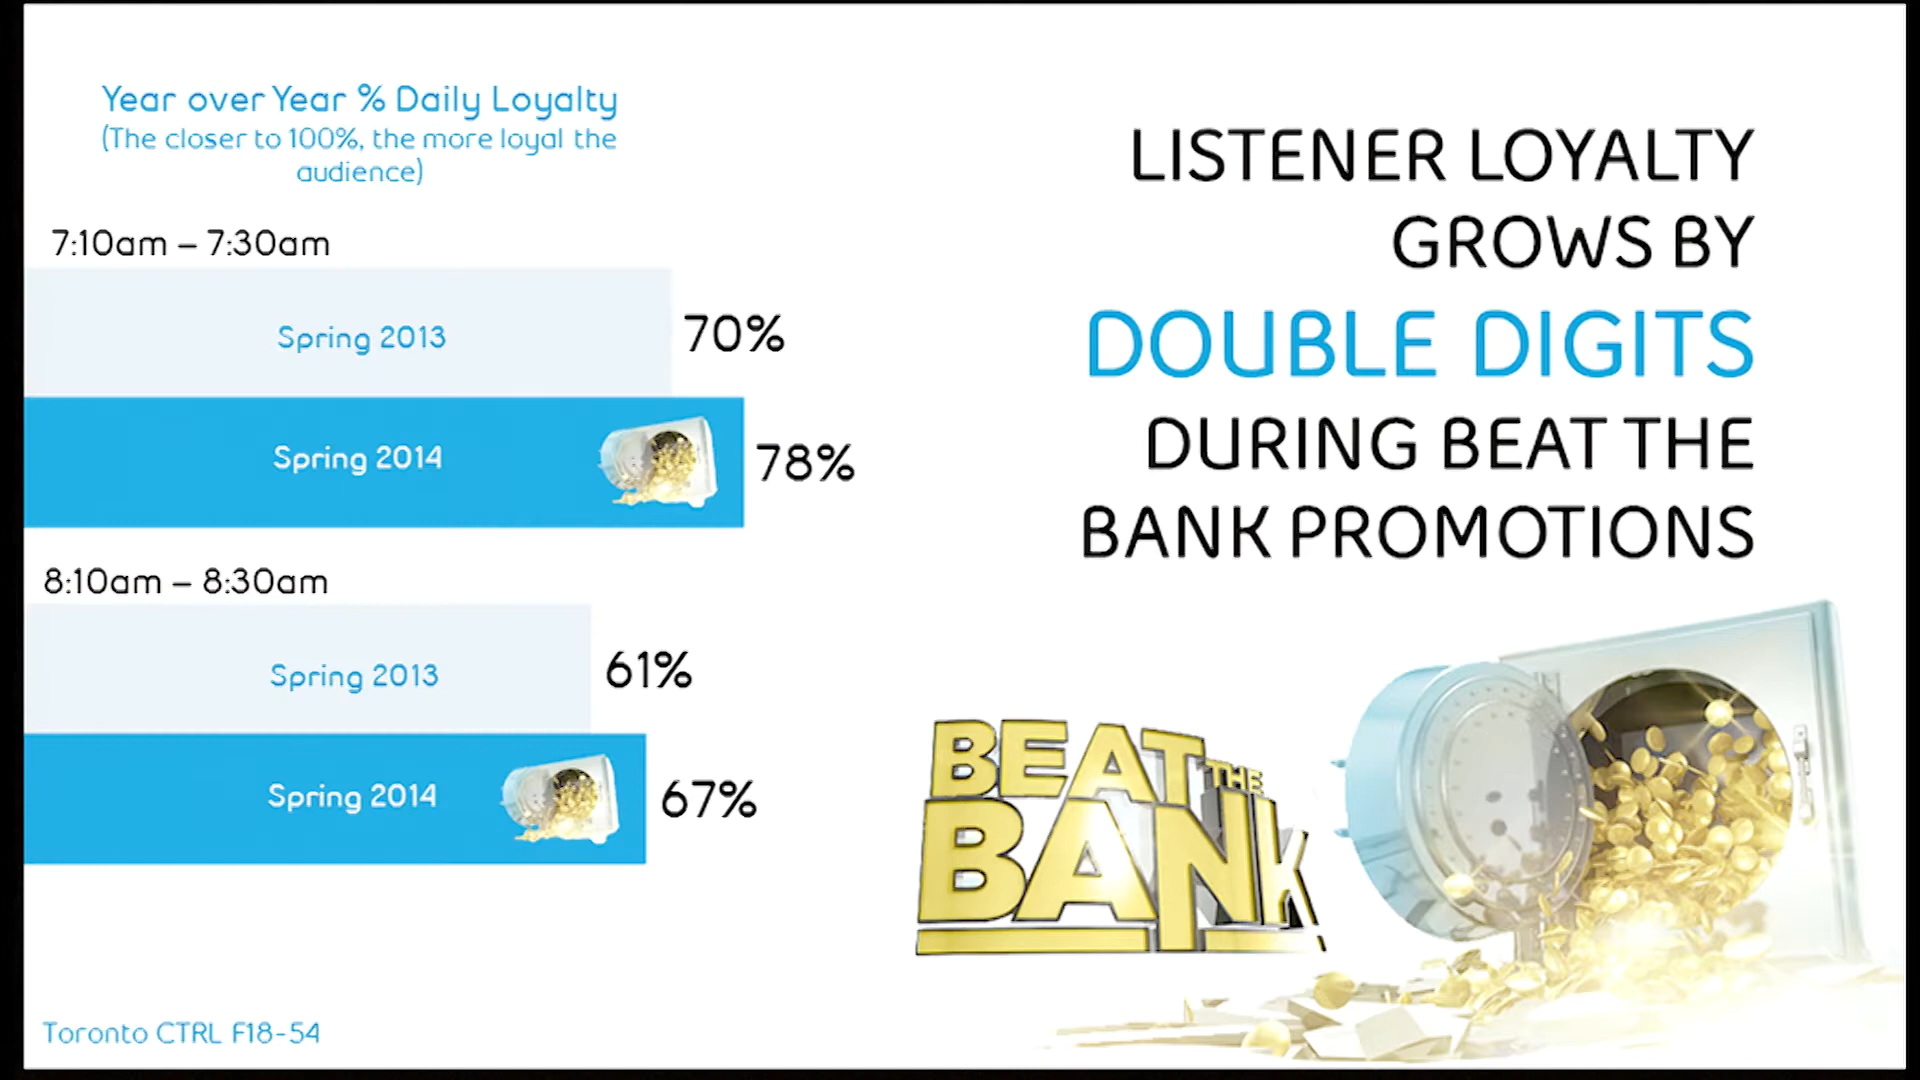 Year over Year % Daily Loyalty
(The closer to 100%, the more loyal the
audience)
7:10am – 7:30am
Spring 2013
70%
Spring 2014
78%
8:10am – 8:30am
Spring 2013
61%
Spring 2014
67%
Toronto CTRL F18-54
LISTENER LOYALTY
GROWS BY
DOUBLE DIGITS
DURING BEAT THE
BANK PROMOTIONS
BEAT THE
BANK